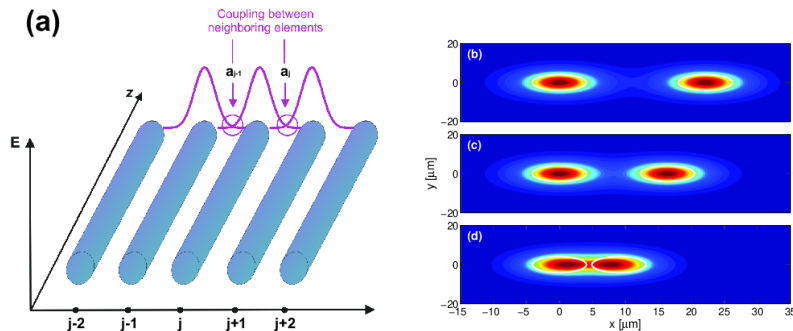 (a)
Coupling between
neighboring elements
a j-1
a j
z
E
j-2 j-1 j j+1 j+2
20
(b)
0
-20
20
(c)
y [μm]
0
-20
20
(d)
0
-20
-15 -10 -5 0 5 10 15 20 25 30 35
x [μm]